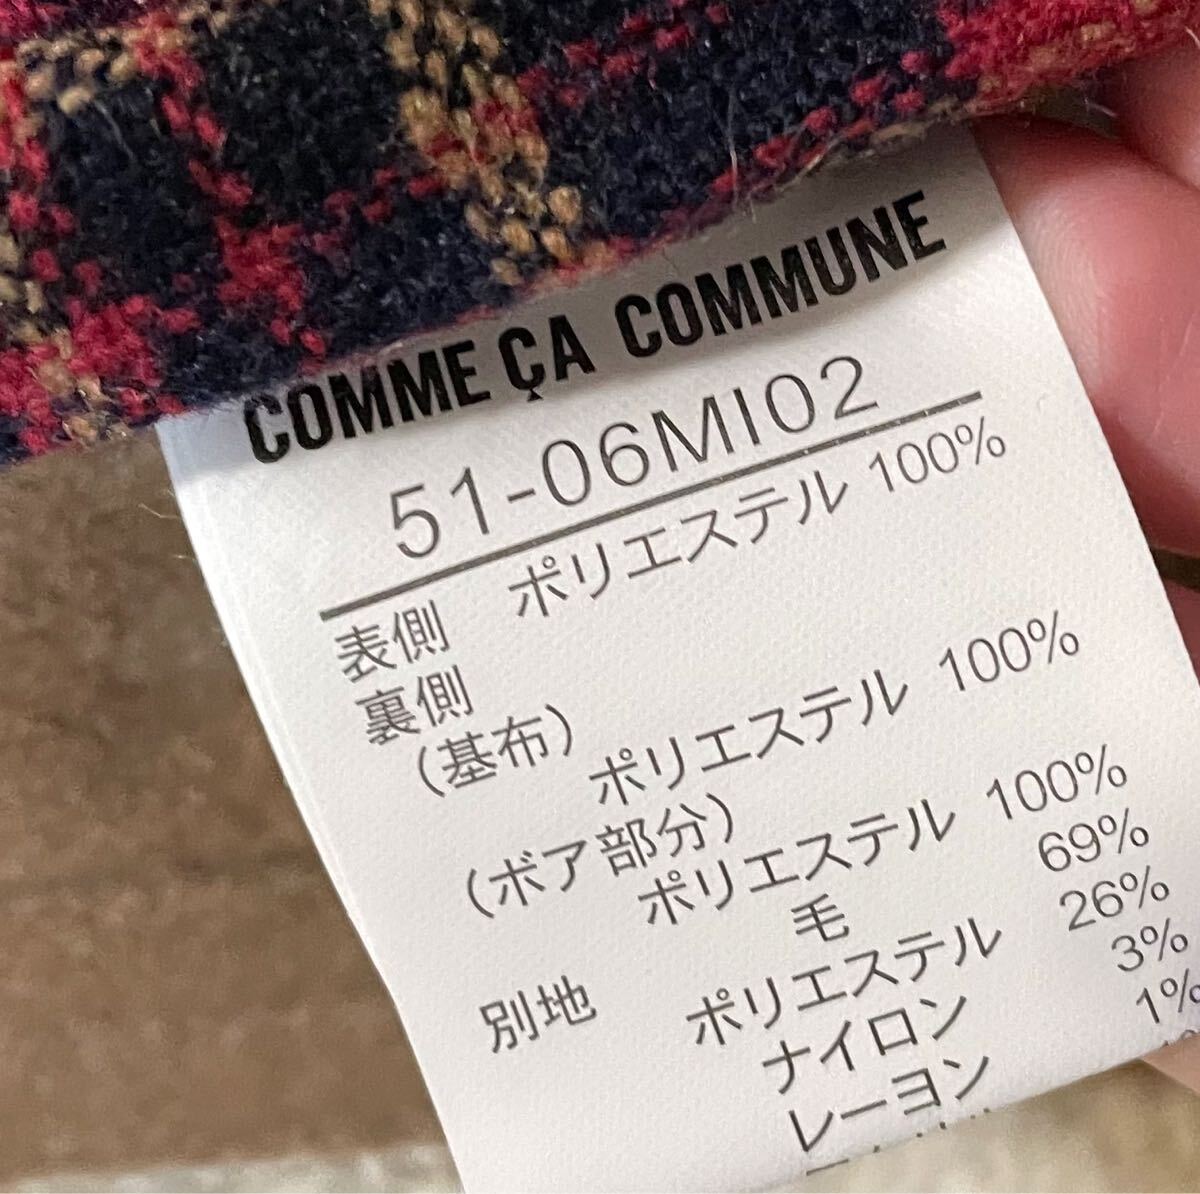 COMME ÇA COMMUNE
51-06MI02
表側 ポリエステル 100%
裏側
(基布)
ポリエステル 100%
(ボア部分)
ポリエステル 100%
別地 毛 69%
ポリエステル 26%
ナイロン 3%
レーヨン 1%